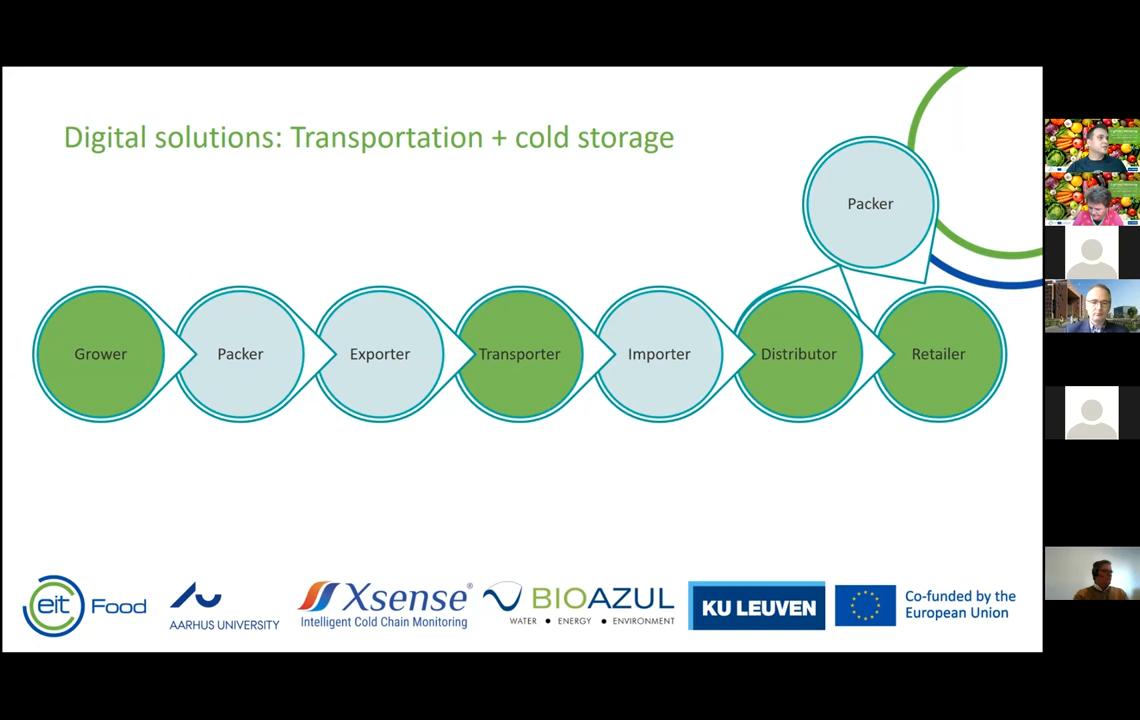 Digital solutions: Transportation + cold storage
Packer
Grower
Packer
Exporter
Transporter
Importer
Distributor
Retailer
eit Food
AARHUS UNIVERSITY
Xsense®
Intelligent Cold Chain Monitoring
BIOAZUL
WATER • ENERGY • ENVIRONMENT
KU LEUVEN
Co-funded by the
European Union